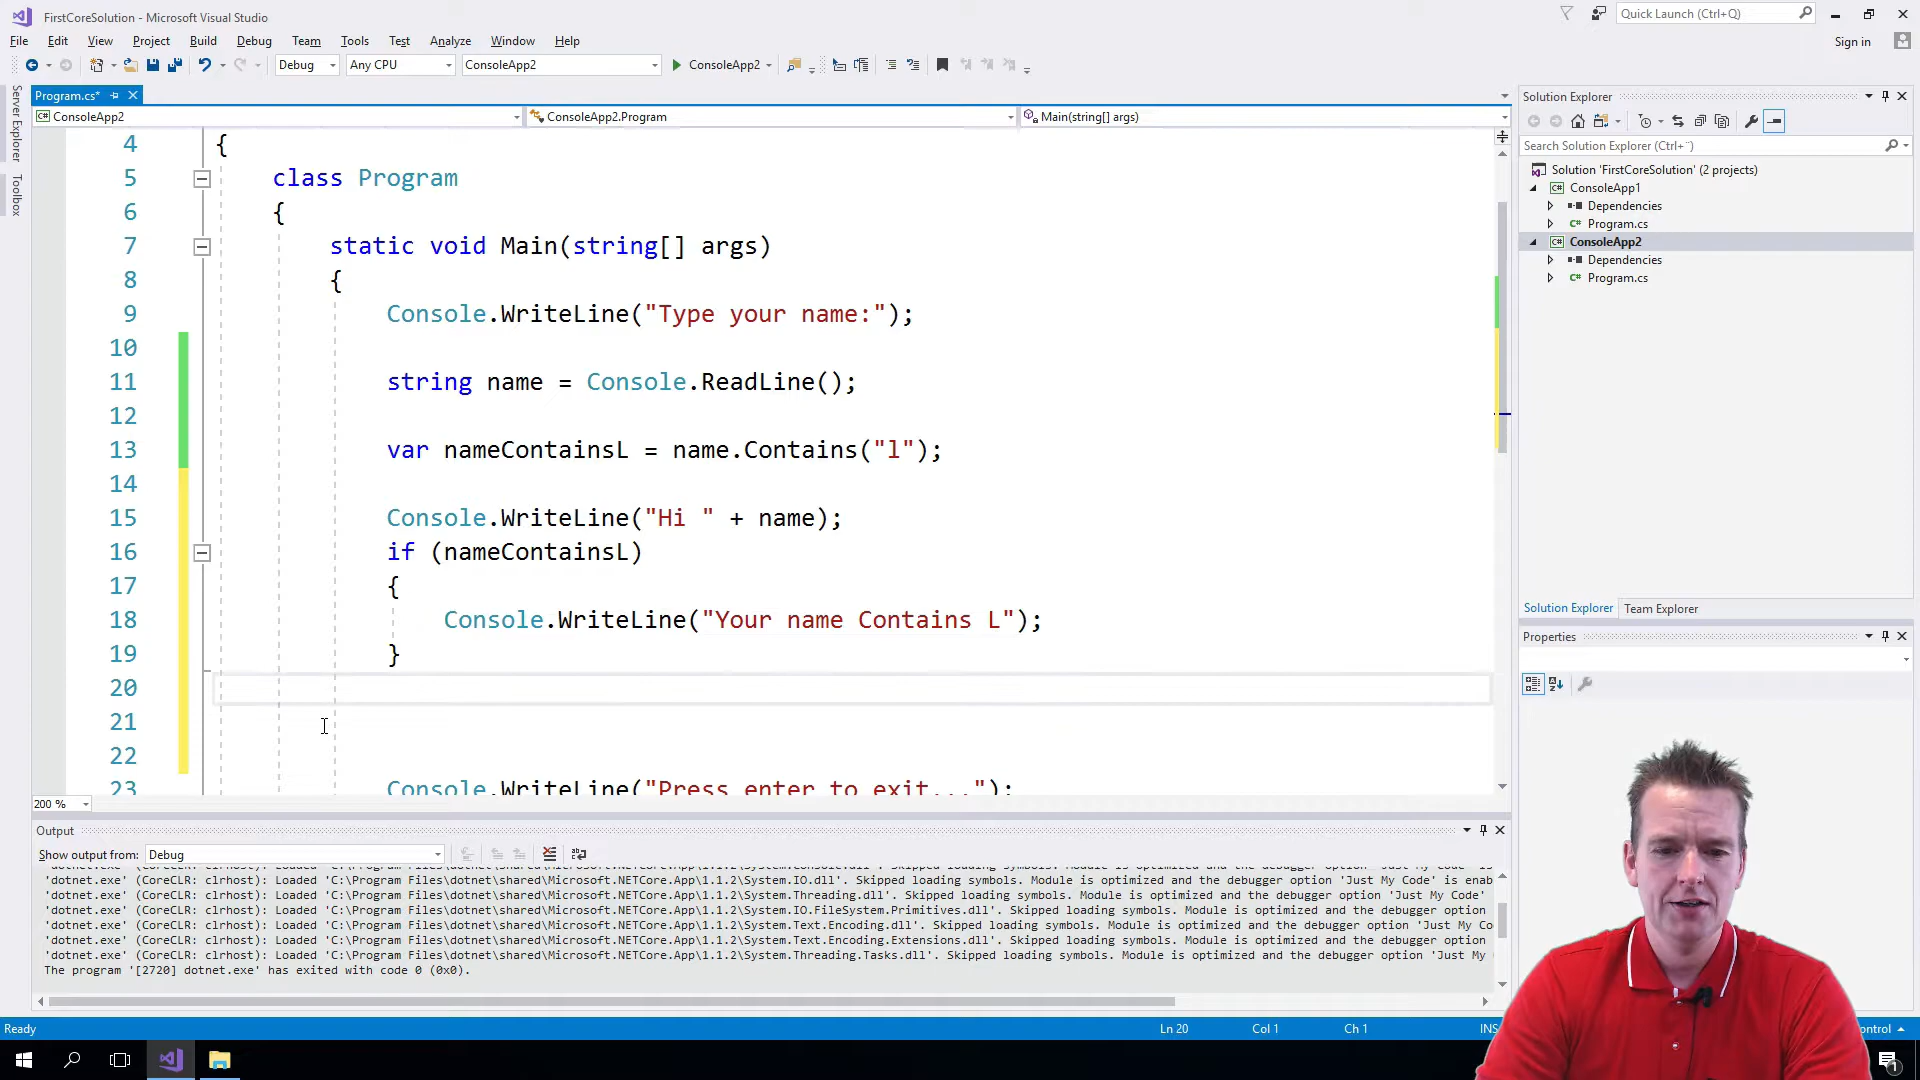 FirstCoreSolution - Microsoft Visual Studio
Quick Launch (Ctrl+Q)
File Edit View Project Build Debug Team Tools Test Analyze Window Help
Sign in
Debug Any CPU ConsoleApp2 ConsoleApp2
Server Explorer
Toolbox
Program.cs*
ConsoleApp2 ConsoleApp2.Program Main(string[] args)
4 {
5 class Program
6 {
7 static void Main(string[] args)
8 {
9 Console.WriteLine("Type your name:");
10
11 string name = Console.ReadLine();
12
13 var nameContainsL = name.Contains("l");
14
15 Console.WriteLine("Hi " + name);
16 if (nameContainsL)
17 {
18 Console.WriteLine("Your name Contains L");
19 }
20
21
22
23 Console.WriteLine("Press enter to exit...");
200 %
Solution Explorer
Search Solution Explorer (Ctrl+¨)
Solution 'FirstCoreSolution' (2 projects)
ConsoleApp1
Dependencies
Program.cs
ConsoleApp2
Dependencies
Program.cs
Solution Explorer Team Explorer
Properties
Output
Show output from: Debug
'dotnet.exe' (CoreCLR: clrhost): Loaded 'C:\Program Files\dotnet\shared\Microsoft.NETCore.App\1.1.2\System.IO.dll'. Skipped loading symbols. Module is optimized and the debugger option 'Just My Code' is enab
'dotnet.exe' (CoreCLR: clrhost): Loaded 'C:\Program Files\dotnet\shared\Microsoft.NETCore.App\1.1.2\System.Threading.dll'. Skipped loading symbols. Module is optimized and the debugger option 'Just My Code'
'dotnet.exe' (CoreCLR: clrhost): Loaded 'C:\Program Files\dotnet\shared\Microsoft.NETCore.App\1.1.2\System.IO.FileSystem.Primitives.dll'. Skipped loading symbols. Module is optimized and the debugger option
'dotnet.exe' (CoreCLR: clrhost): Loaded 'C:\Program Files\dotnet\shared\Microsoft.NETCore.App\1.1.2\System.Text.Encoding.dll'. Skipped loading symbols. Module is optimized and the debugger option 'Just My Co
'dotnet.exe' (CoreCLR: clrhost): Loaded 'C:\Program Files\dotnet\shared\Microsoft.NETCore.App\1.1.2\System.Text.Encoding.Extensions.dll'. Skipped loading symbols. Module is optimized and the debugger option
'dotnet.exe' (CoreCLR: clrhost): Loaded 'C:\Program Files\dotnet\shared\Microsoft.NETCore.App\1.1.2\System.Threading.Tasks.dll'. Skipped loading symbols. Module is optimized and the debugger option 'Just My
The program '[2720] dotnet.exe' has exited with code 0 (0x0).
Ready Ln 20 Col 1 Ch 1 INS ontrol
1